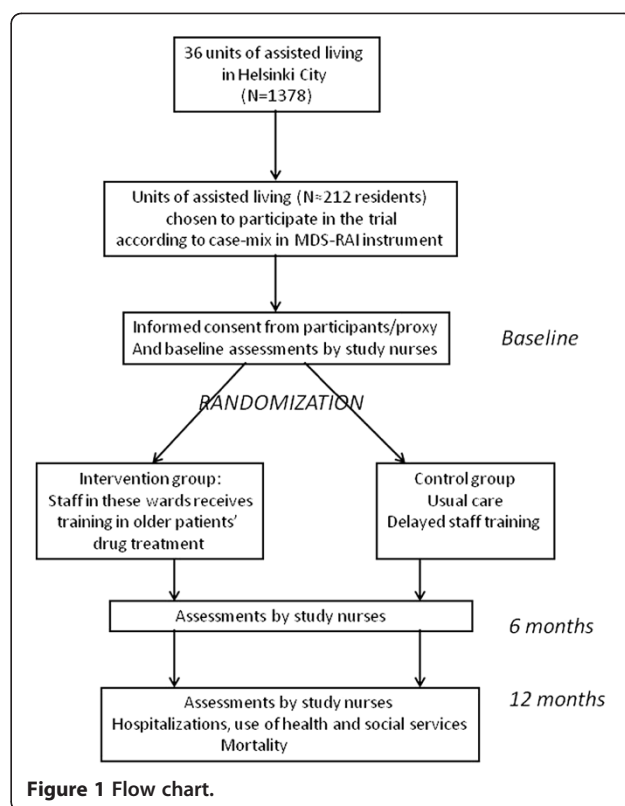 36 units of assisted living
in Helsinki City
(N=1378)
Units of assisted living (N≈212 residents)
chosen to participate in the trial
according to case-mix in MDS-RAI instrument
Informed consent from participants/proxy
And baseline assessments by study nurses
Baseline
RANDOMIZATION
Intervention group:
Staff in these wards receives
training in older patients’
drug treatment
Control group
Usual care
Delayed staff training
Assessments by study nurses
6 months
Assessments by study nurses
Hospitalizations, use of health and social services
Mortality
12 months
Figure 1 Flow chart.